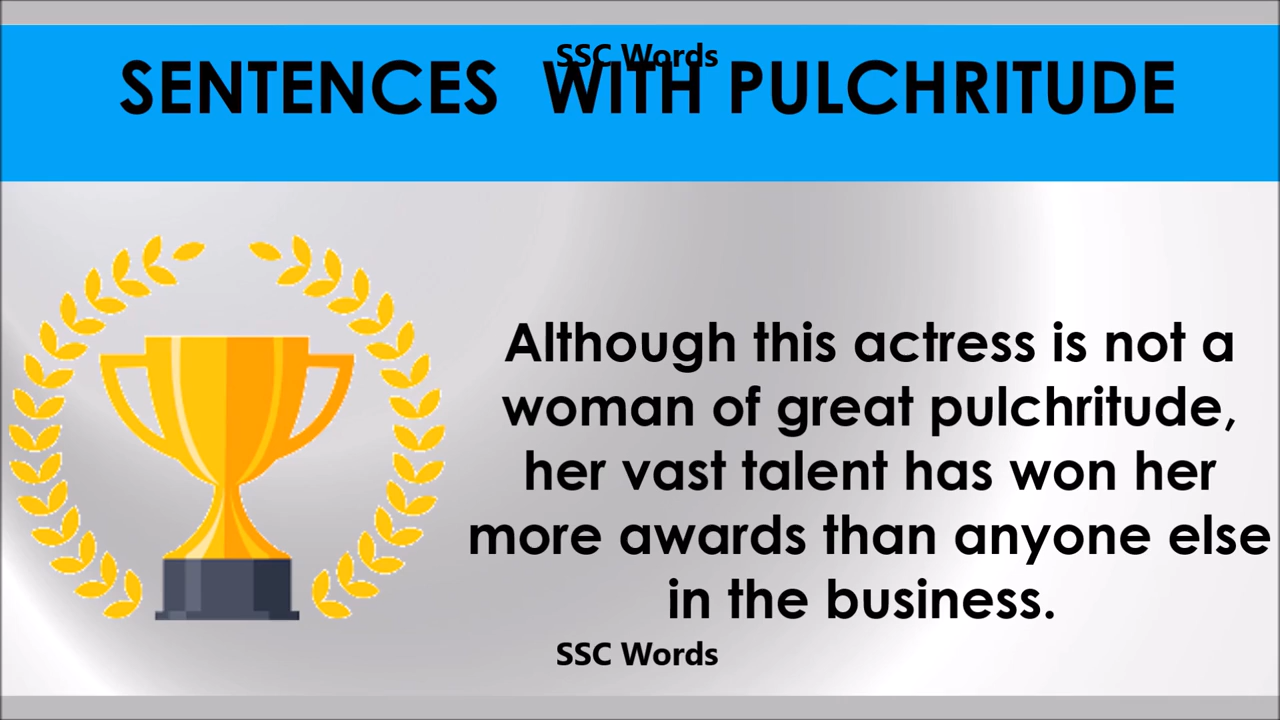 SSC Words
SENTENCES WITH PULCHRITUDE
Although this actress is not a
woman of great pulchritude,
her vast talent has won her
more awards than anyone else
in the business.
SSC Words